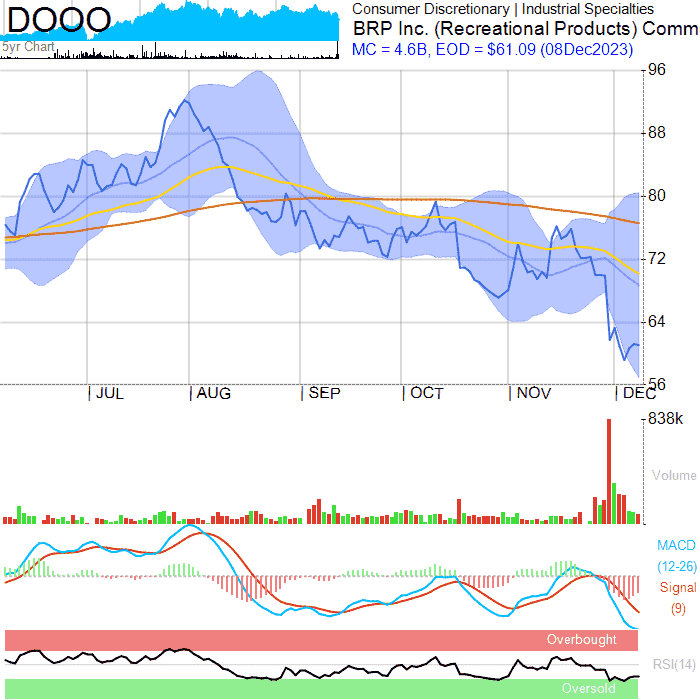 DOOO
5yr Chart
Consumer Discretionary | Industrial Specialties
BRP Inc. (Recreational Products) Comm
MC = 4.6B, EOD = $61.09 (08Dec2023)
96
88
80
72
64
56
JUL
AUG
SEP
OCT
NOV
DEC
838k
Volume
MACD
(12-26)
Signal
(9)
Overbought
RSI(14)
Oversold